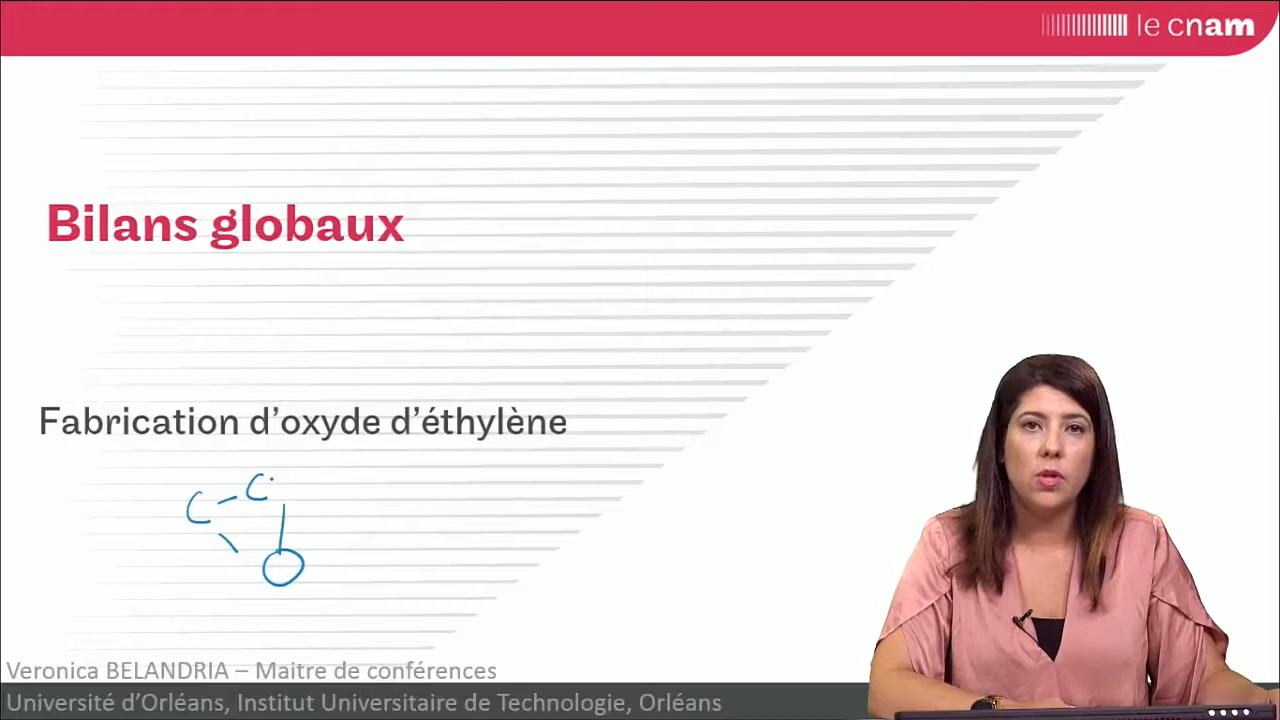 le cnam
Bilans globaux
Fabrication d'oxyde d'éthylène
C - C
O
Veronica BELANDRIA – Maitre de conférences
Université d'Orléans, Institut Universitaire de Technologie, Orléans